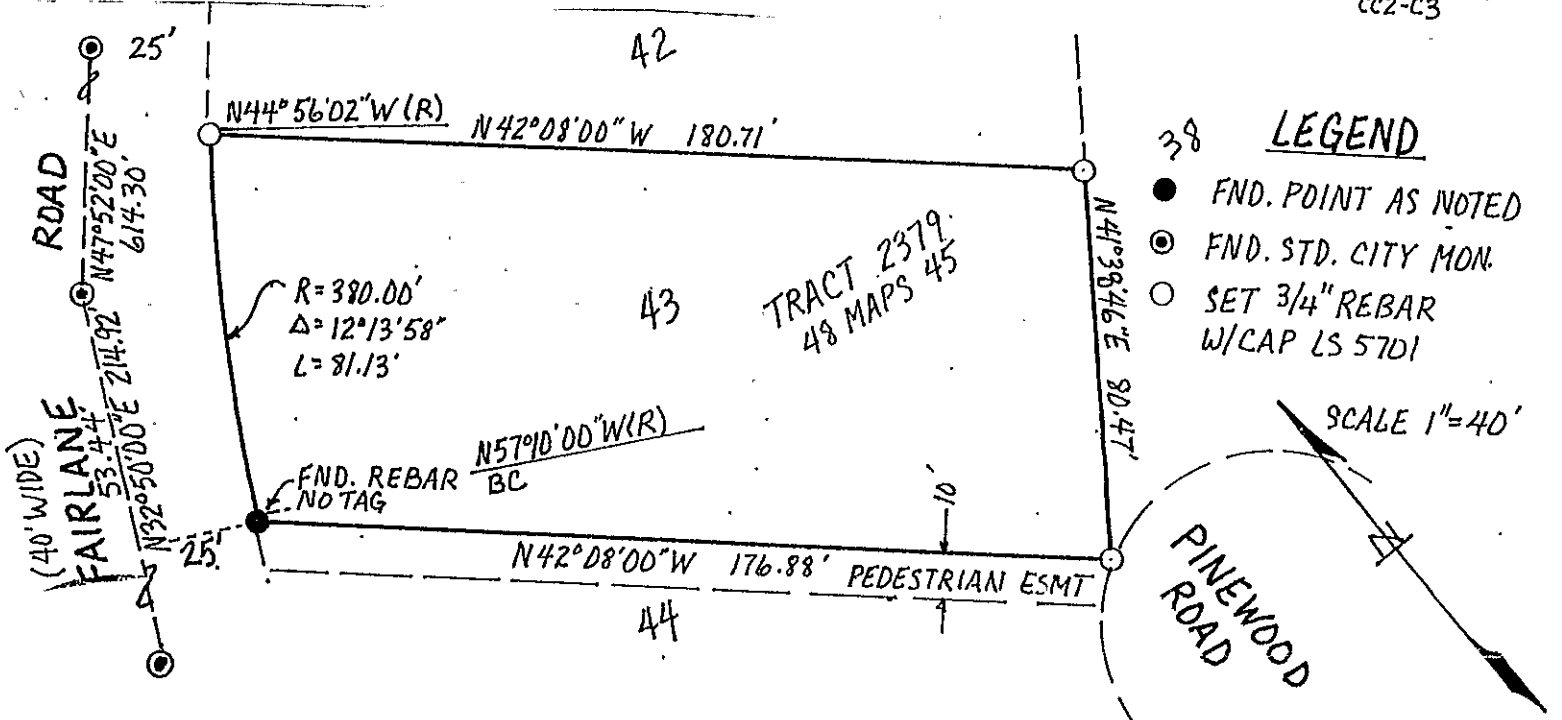 CC2-C3
25'
42
N44°56'02"W (R)
N42°08'00" W 180.71'
ROAD
N47°52'00"E
614.30'
38
LEGEND
FND. POINT AS NOTED
FND. STD. CITY MON.
SET 3/4" REBAR
W/CAP LS 5701
N41°38'46"E 80.47'
TRACT 2379.
48 MAPS 45
43
R=380.00'
Δ=12°13'58"
L=81.13'
SCALE 1"=40'
(40' WIDE)
FAIRLANE
53.44'
N32°50'00"E 214.92'
N57°10'00"W(R)
BC
FND. REBAR
NO TAG
25'
10'
N42°08'00"W 176.88' PEDESTRIAN ESMT
44
PINEWOOD
ROAD